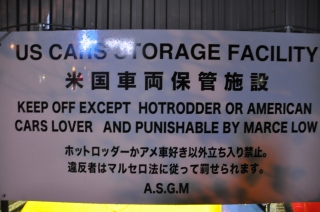 US CARS STORAGE FACILITY
米国車両保管施設
KEEP OFF EXCEPT HOTRODDER OR AMERICAN
CARS LOVER AND PUNISHABLE BY MARCE LOW
ホットロッダーかアメ車好き以外立ち入り禁止。
違反者はマルセロ法に従って罰せられます。
A.S.G.M